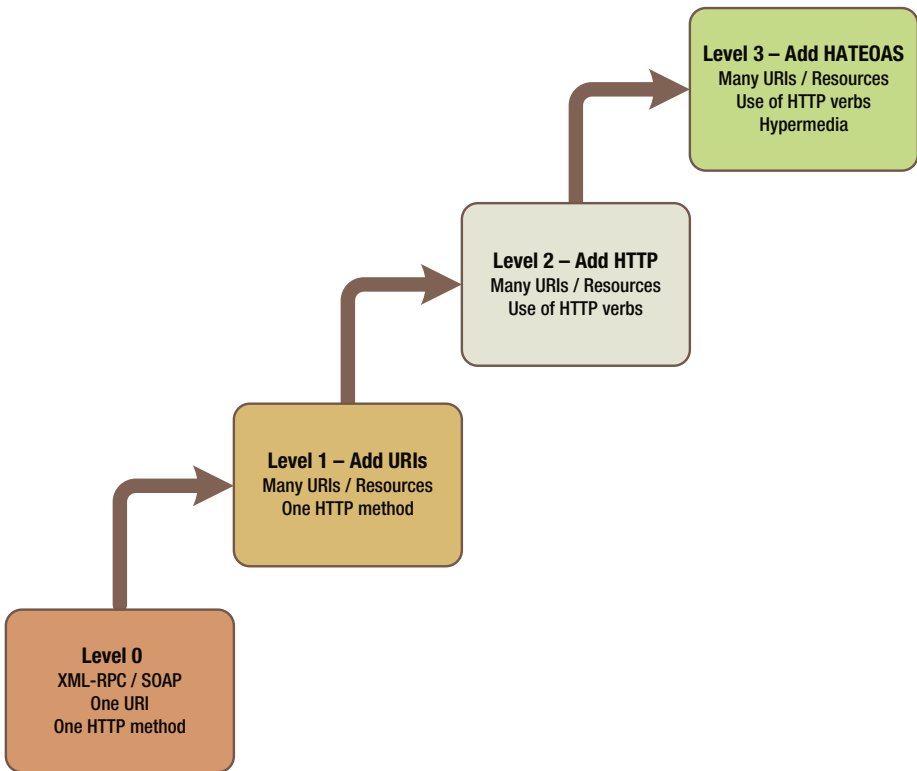 Level 3 – Add HATEOAS
Many URIs / Resources
Use of HTTP verbs
Hypermedia
Level 2 – Add HTTP
Many URIs / Resources
Use of HTTP verbs
Level 1 – Add URIs
Many URIs / Resources
One HTTP method
Level 0
XML-RPC / SOAP
One URI
One HTTP method